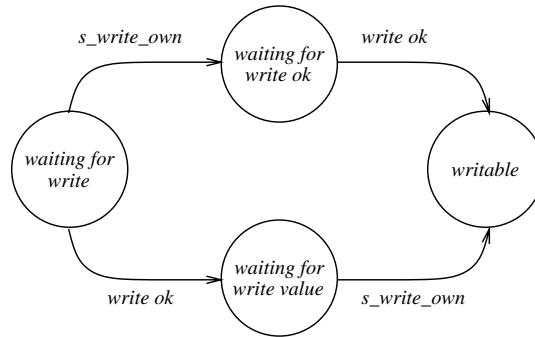 s_write_own
waiting for
write ok
write ok
waiting for
write
writable
write ok
waiting for
write value
s_write_own